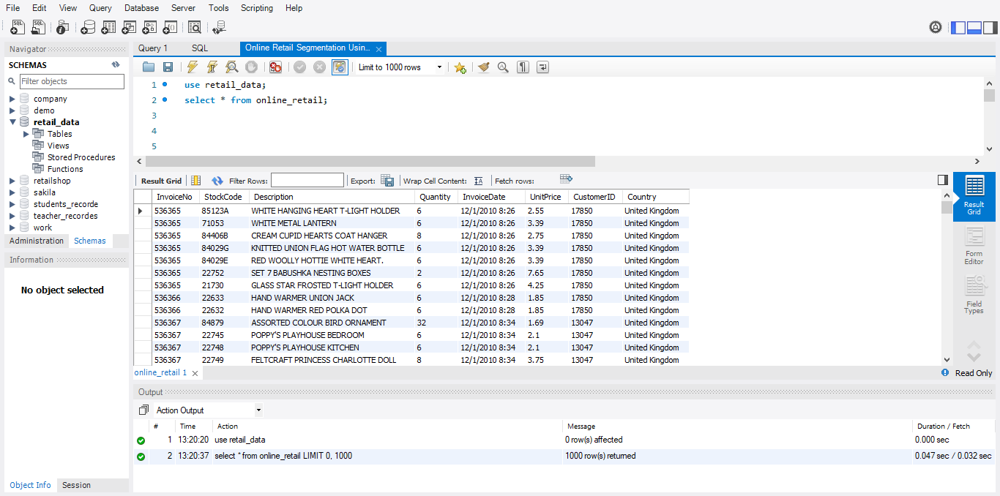 File Edit View Query Database Server Tools Scripting Help
Navigator
SCHEMAS
Filter objects
company
demo
retail_data
Tables
Views
Stored Procedures
Functions
retailshop
sakila
students_recorde
teacher_recordes
work
Administration Schemas
Information
No object selected
Object Info Session
Query 1 SQL Online Retail Segmentation Usin...
Limit to 1000 rows
1 use retail_data;
2 select * from online_retail;
3
4
5
Result Grid Filter Rows: Export: Wrap Cell Content: Fetch rows:
InvoiceNo StockCode Description Quantity InvoiceDate UnitPrice CustomerID Country
536365 85123A WHITE HANGING HEART T-LIGHT HOLDER 6 12/1/2010 8:26 2.55 17850 United Kingdom
536365 71053 WHITE METAL LANTERN 6 12/1/2010 8:26 3.39 17850 United Kingdom
536365 84406B CREAM CUPID HEARTS COAT HANGER 8 12/1/2010 8:26 2.75 17850 United Kingdom
536365 84029G KNITTED UNION FLAG HOT WATER BOTTLE 6 12/1/2010 8:26 3.39 17850 United Kingdom
536365 84029E RED WOOLLY HOTTIE WHITE HEART. 6 12/1/2010 8:26 3.39 17850 United Kingdom
536365 22752 SET 7 BABUSHKA NESTING BOXES 2 12/1/2010 8:26 7.65 17850 United Kingdom
536365 21730 GLASS STAR FROSTED T-LIGHT HOLDER 6 12/1/2010 8:26 4.25 17850 United Kingdom
536366 22633 HAND WARMER UNION JACK 6 12/1/2010 8:28 1.85 17850 United Kingdom
536366 22632 HAND WARMER RED POLKA DOT 6 12/1/2010 8:28 1.85 17850 United Kingdom
536367 84879 ASSORTED COLOUR BIRD ORNAMENT 32 12/1/2010 8:34 1.69 13047 United Kingdom
536367 22745 POPPY'S PLAYHOUSE BEDROOM 6 12/1/2010 8:34 2.1 13047 United Kingdom
536367 22748 POPPY'S PLAYHOUSE KITCHEN 6 12/1/2010 8:34 2.1 13047 United Kingdom
536367 22749 FELTCRAFT PRINCESS CHARLOTTE DOLL 8 12/1/2010 8:34 3.75 13047 United Kingdom
Result
Grid
Form
Editor
Field
Types
online_retail 1 Read Only
Output
Action Output
# Time Action Message Duration / Fetch
1 13:20:20 use retail_data 0 row(s) affected 0.000 sec
2 13:20:37 select * from online_retail LIMIT 0, 1000 1000 row(s) returned 0.047 sec / 0.032 sec